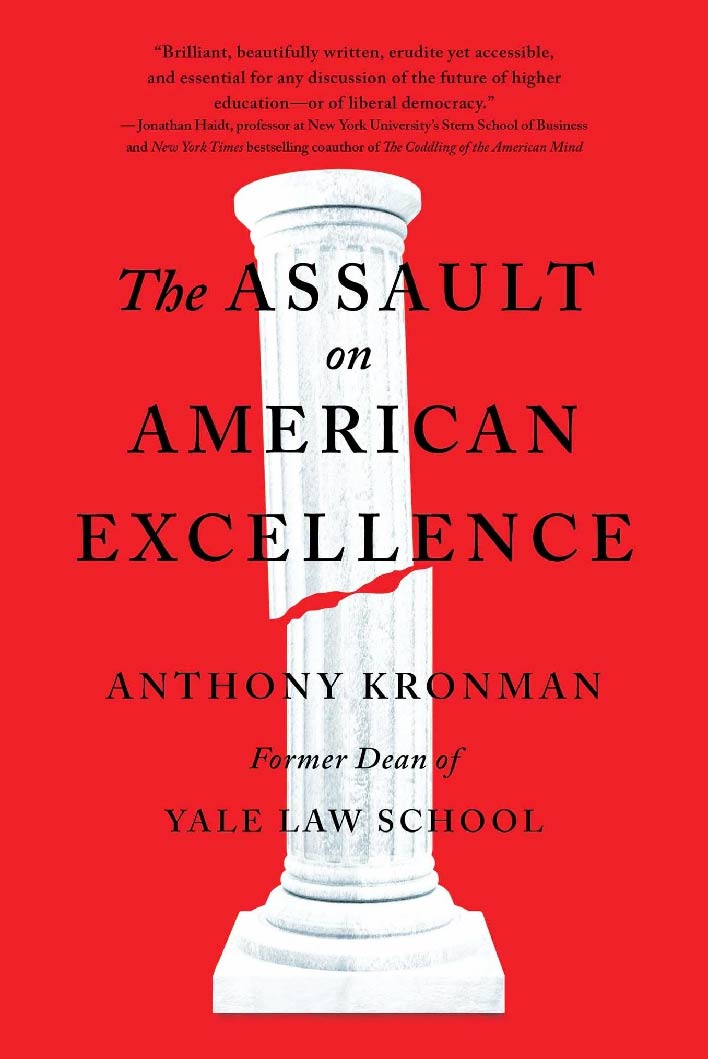 “Brilliant, beautifully written, erudite yet accessible,
and essential for any discussion of the future of higher
education—or of liberal democracy.”
—Jonathan Haidt, professor at New York University’s Stern School of Business
and New York Times bestselling coauthor of The Coddling of the American Mind
The ASSAULT
on
AMERICAN
EXCELLENCE
ANTHONY KRONMAN
Former Dean of
YALE LAW SCHOOL